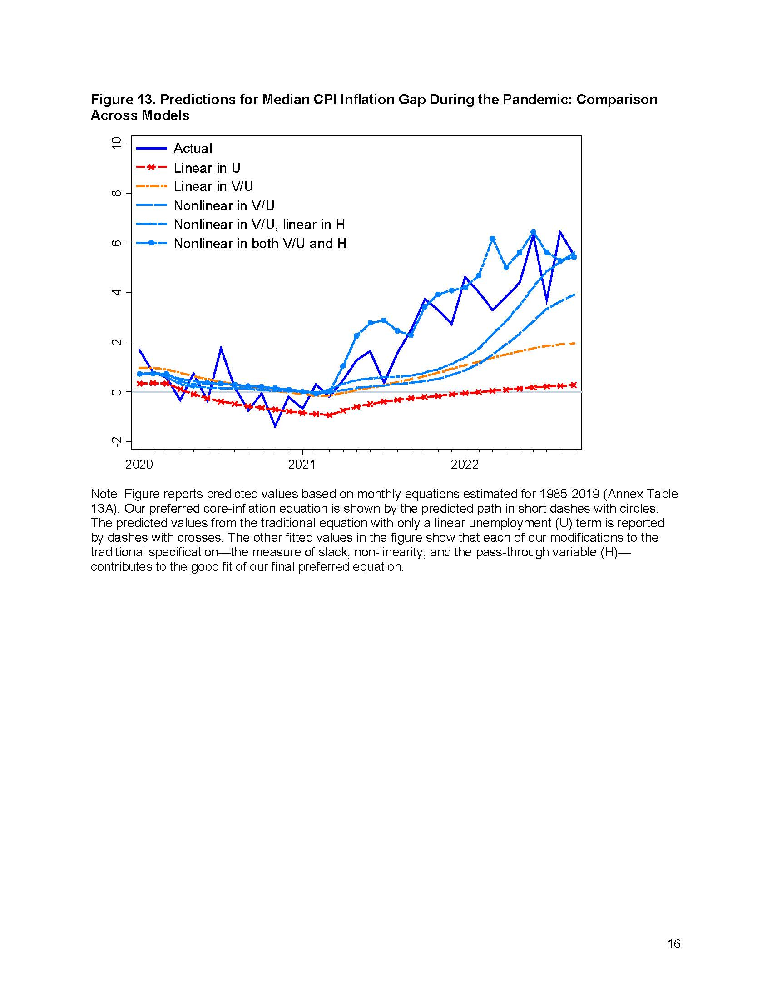 Figure 13. Predictions for Median CPI Inflation Gap During the Pandemic: Comparison
Across Models
10
8
6
4
2
0
-2
Actual
Linear in U
Linear in V/U
Nonlinear in V/U
Nonlinear in V/U, linear in H
Nonlinear in both V/U and H
2020
2021
2022
Note: Figure reports predicted values based on monthly equations estimated for 1985-2019 (Annex Table
13A). Our preferred core-inflation equation is shown by the predicted path in short dashes with circles.
The predicted values from the traditional equation with only a linear unemployment (U) term is reported
by dashes with crosses. The other fitted values in the figure show that each of our modifications to the
traditional specification—the measure of slack, non-linearity, and the pass-through variable (H)—
contributes to the good fit of our final preferred equation.
16